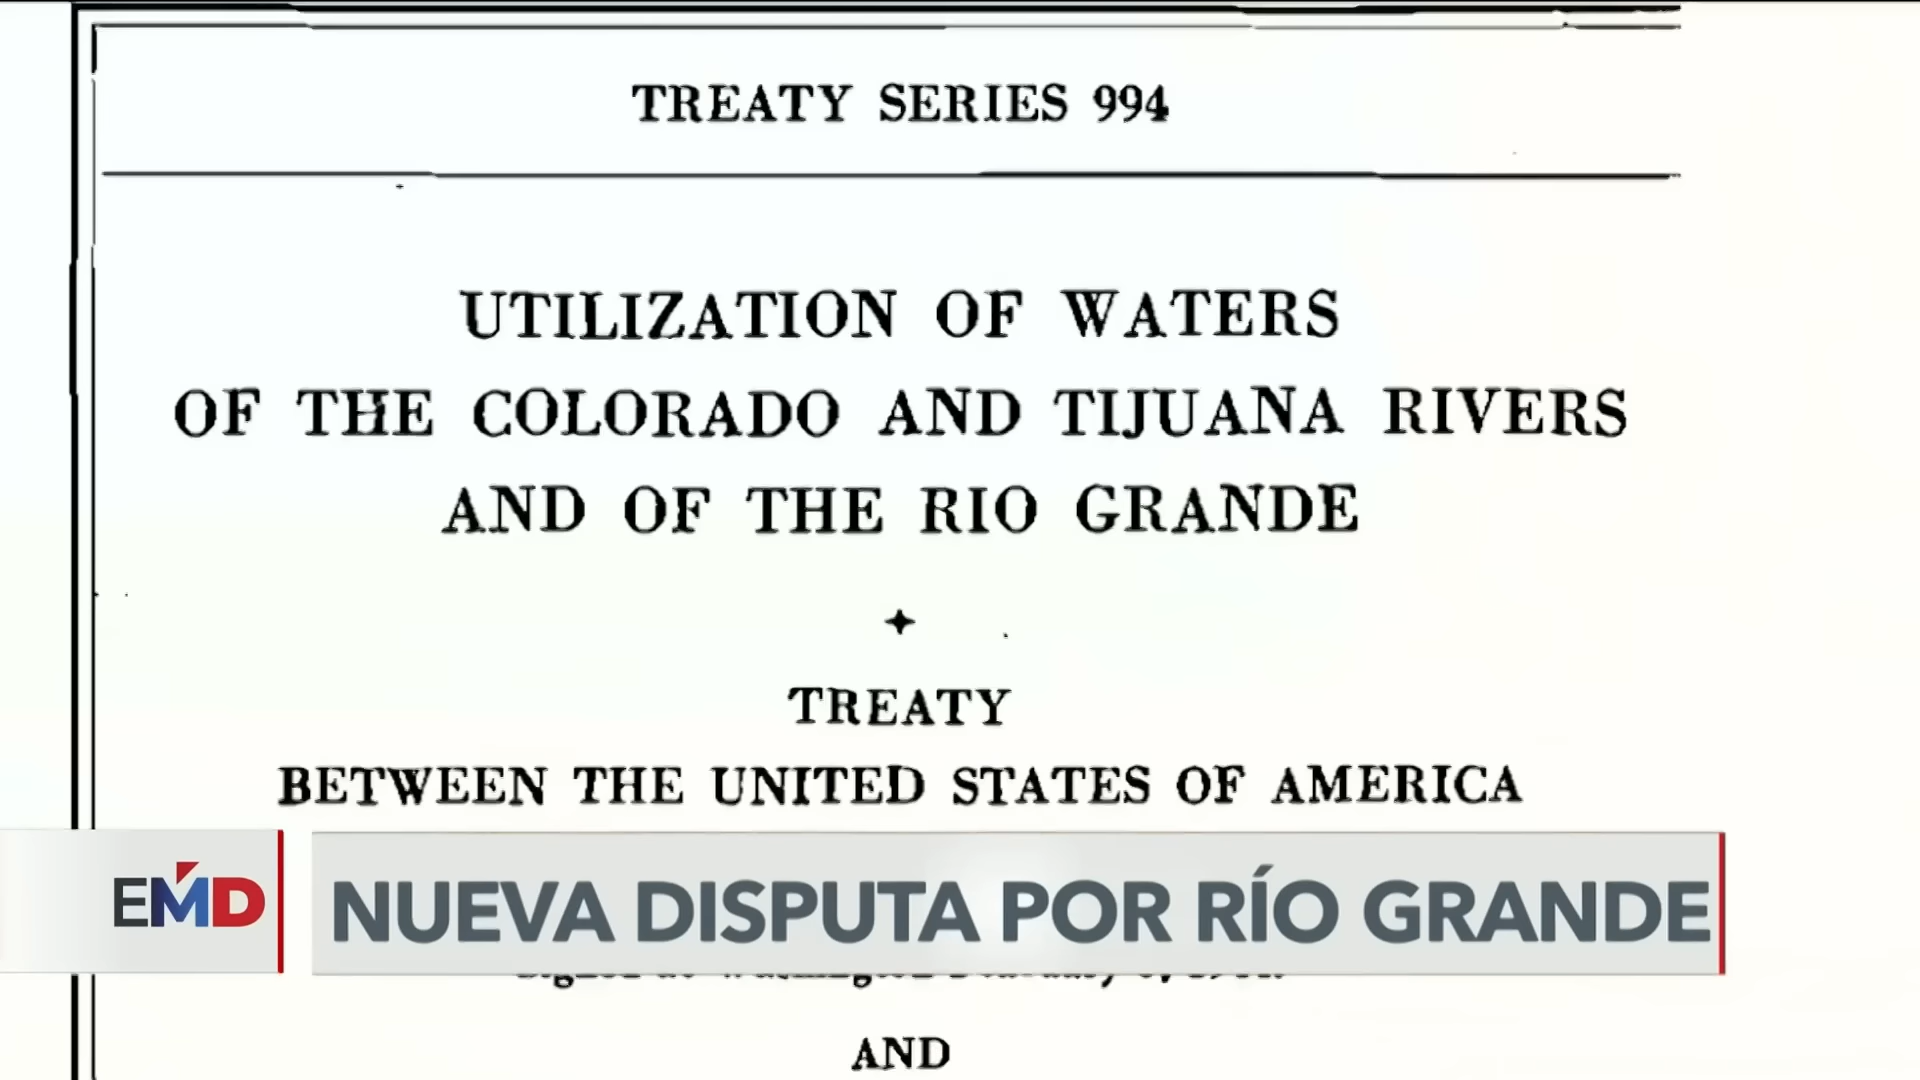 TREATY SERIES 994
UTILIZATION OF WATERS
OF THE COLORADO AND TIJUANA RIVERS
AND OF THE RIO GRANDE
TREATY
BETWEEN THE UNITED STATES OF AMERICA
EMD
NUEVA DISPUTA POR RÍO GRANDE
AND